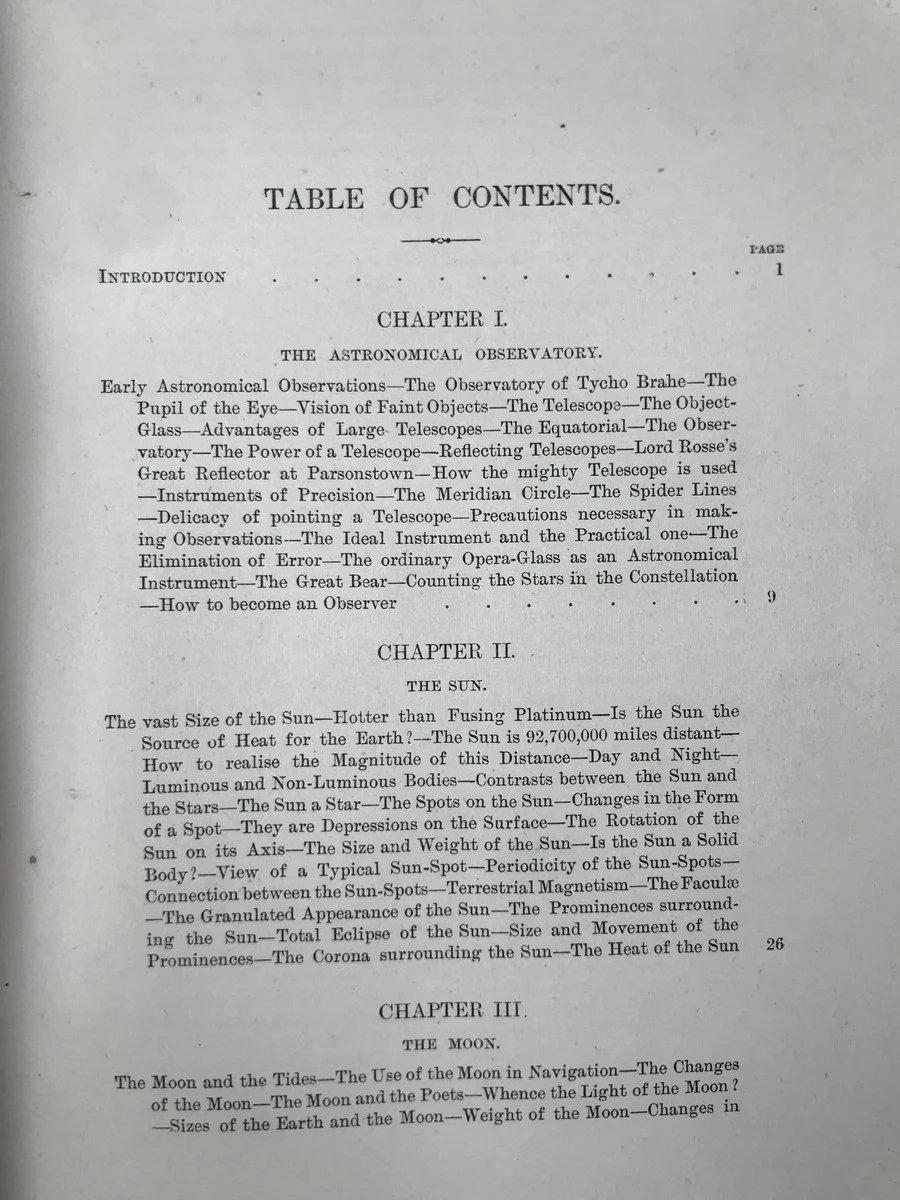 TABLE OF CONTENTS.
PAGE
INTRODUCTION . . . . . . . . . . . . 1
CHAPTER I.
THE ASTRONOMICAL OBSERVATORY.
Early Astronomical Observations—The Observatory of Tycho Brahe—The
Pupil of the Eye—Vision of Faint Objects—The Telescope—The Object-
Glass—Advantages of Large Telescopes—The Equatorial—The Obser-
vatory—The Power of a Telescope—Reflecting Telescopes—Lord Rosse's
Great Reflector at Parsonstown—How the mighty Telescope is used
—Instruments of Precision—The Meridian Circle—The Spider Lines
—Delicacy of pointing a Telescope—Precautions necessary in mak-
ing Observations—The Ideal Instrument and the Practical one—The
Elimination of Error—The ordinary Opera-Glass as an Astronomical
Instrument—The Great Bear—Counting the Stars in the Constellation
—How to become an Observer . . . . . . . . 9
CHAPTER II.
THE SUN.
The vast Size of the Sun—Hotter than Fusing Platinum—Is the Sun the
Source of Heat for the Earth?—The Sun is 92,700,000 miles distant—
How to realise the Magnitude of this Distance—Day and Night—
Luminous and Non-Luminous Bodies—Contrasts between the Sun and
the Stars—The Sun a Star—The Spots on the Sun—Changes in the Form
of a Spot—They are Depressions on the Surface—The Rotation of the
Sun on its Axis—The Size and Weight of the Sun—Is the Sun a Solid
Body?—View of a Typical Sun-Spot—Periodicity of the Sun-Spots—
Connection between the Sun-Spots—Terrestrial Magnetism—The Faculæ
—The Granulated Appearance of the Sun—The Prominences surround-
ing the Sun—Total Eclipse of the Sun—Size and Movement of the
Prominences—The Corona surrounding the Sun—The Heat of the Sun 26
CHAPTER III.
THE MOON.
The Moon and the Tides—The Use of the Moon in Navigation—The Changes
of the Moon—The Moon and the Poets—Whence the Light of the Moon?
—Sizes of the Earth and the Moon—Weight of the Moon—Changes in